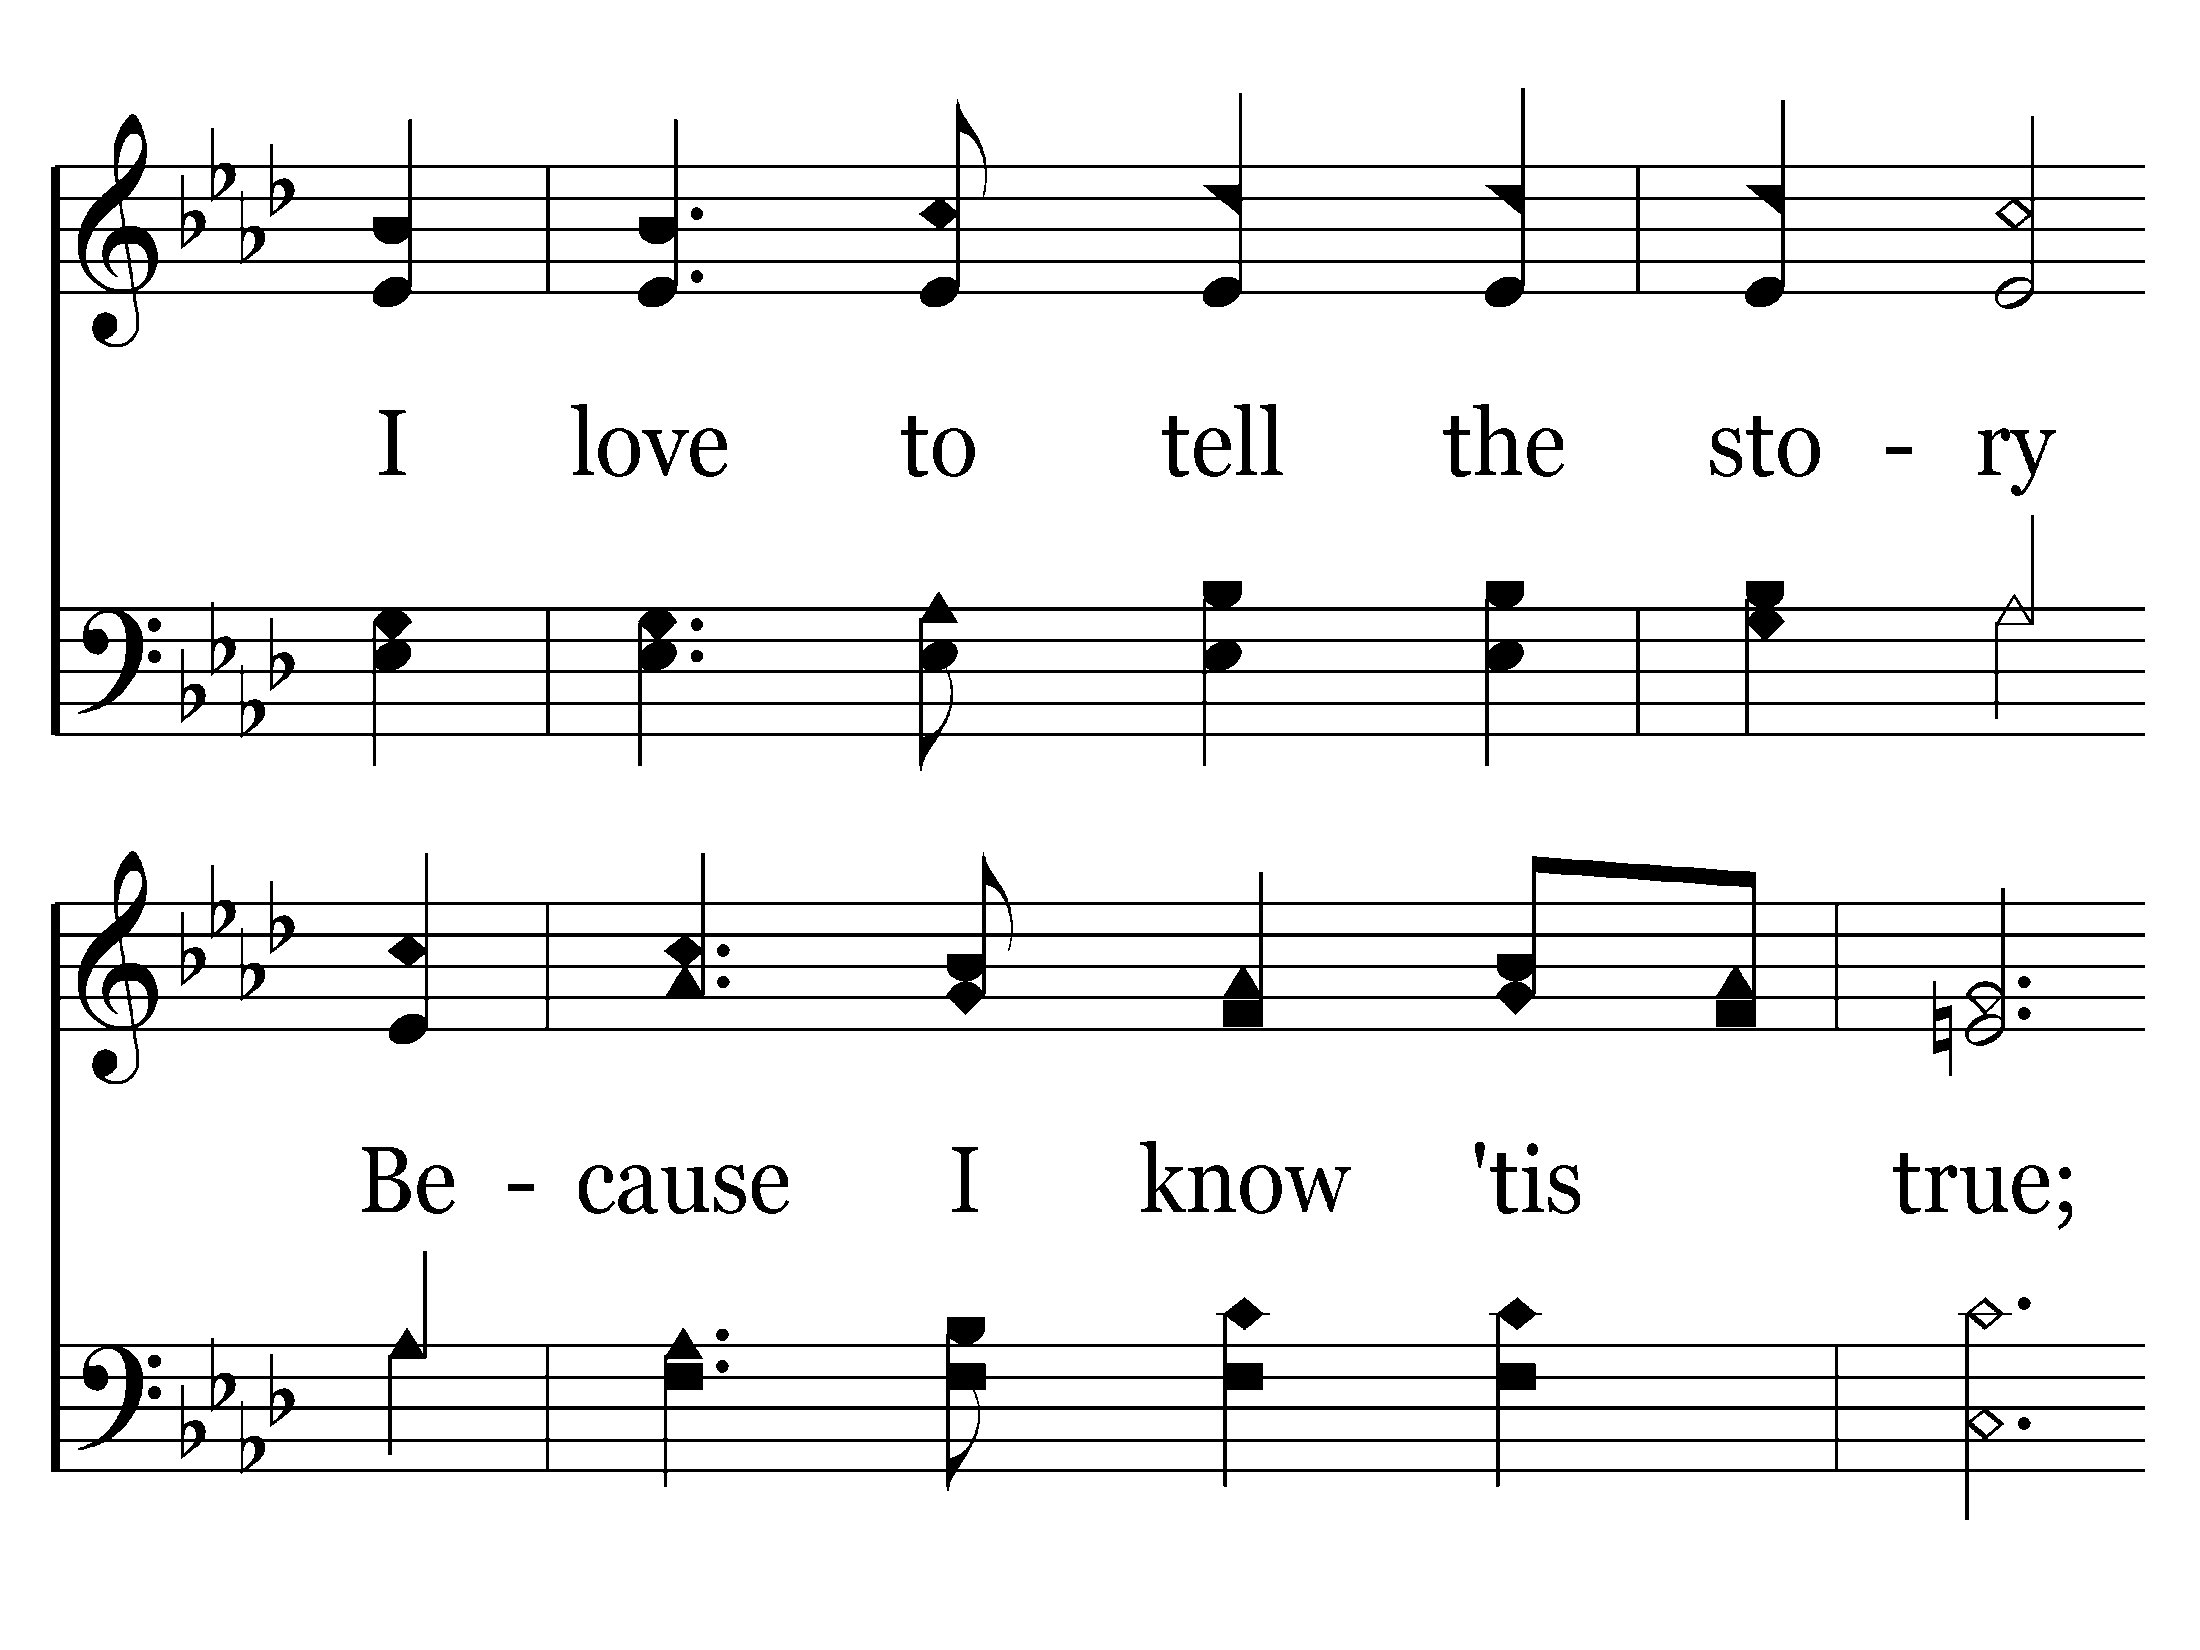 I love to tell the sto - ry
Be - cause I know 'tis true;